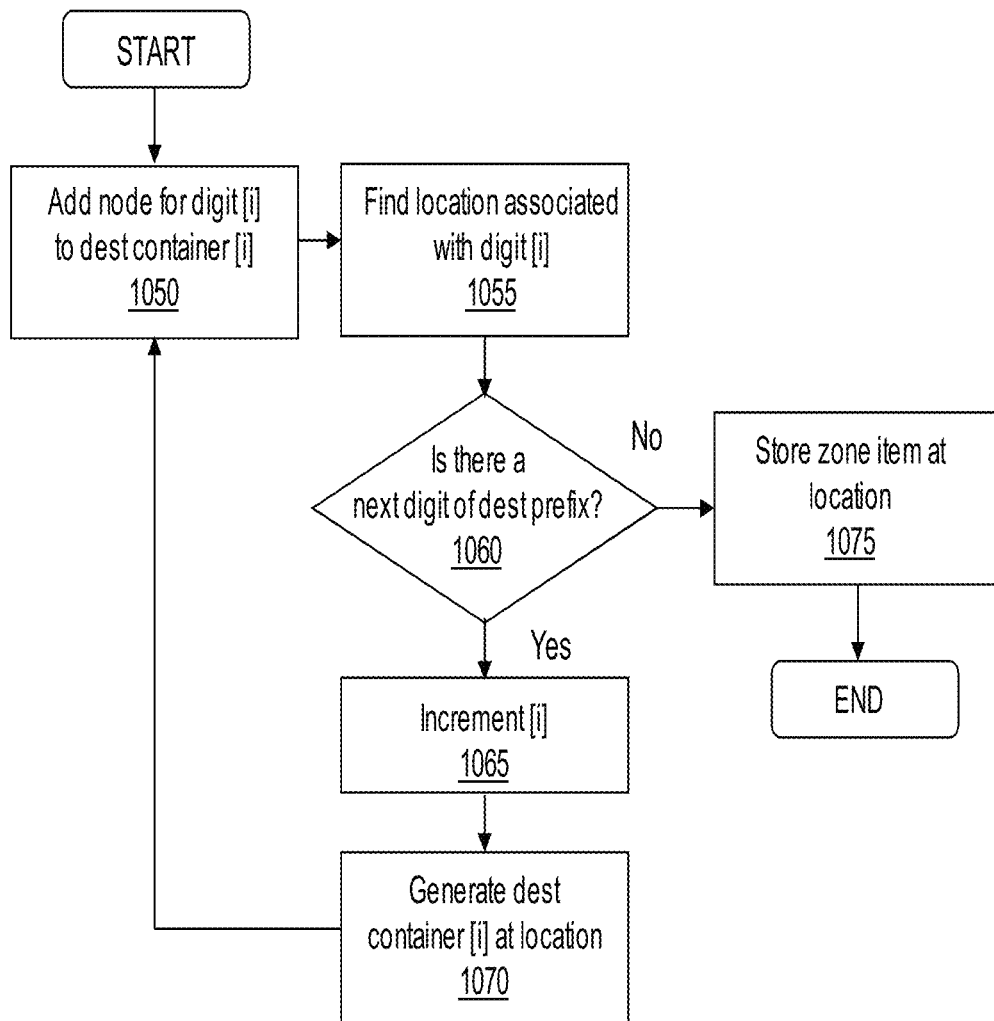 START
Add node for digit [i]
to dest container [i]
1050
Find location associated
with digit [i]
1055
Is there a
next digit of dest prefix?
1060
No
Store zone item at
location
1075
Yes
END
Increment [i]
1065
Generate dest
container [i] at location
1070